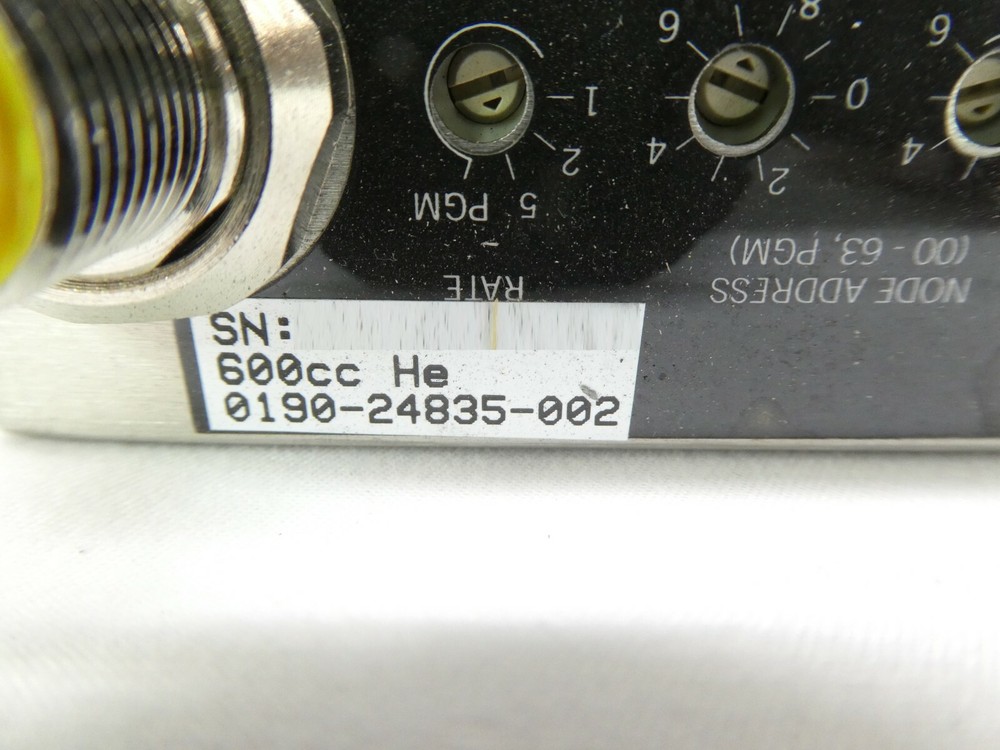 SN:
600cc He
0190-24835-002
NODE ADDRESS
(00 - 63, PGM)
RATE
5 PGM
1
2
0
2
4
6
8
4
6